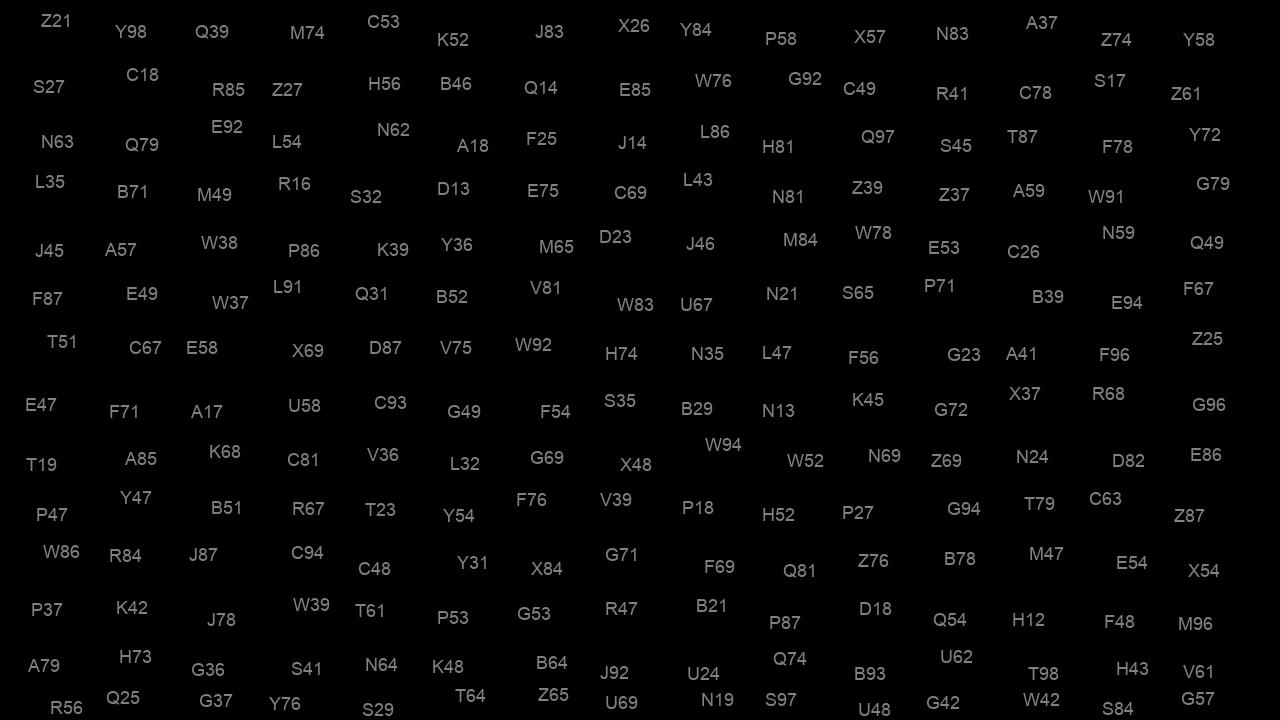 Z21 Y98 Q39 M74 C53 K52 J83 X26 Y84 P58 X57 N83 A37 Z74 Y58
S27 C18 R85 Z27 H56 B46 Q14 E85 W76 G92 C49 R41 C78 S17 Z61
N63 Q79 E92 L54 N62 A18 F25 J14 L86 H81 Q97 S45 T87 F78 Y72
L35 B71 M49 R16 S32 D13 E75 C69 L43 N81 Z39 Z37 A59 W91 G79
J45 A57 W38 P86 K39 Y36 M65 D23 J46 M84 W78 E53 C26 N59 Q49
F87 E49 W37 L91 Q31 B52 V81 W83 U67 N21 S65 P71 B39 E94 F67
T51 C67 E58 X69 D87 V75 W92 H74 N35 L47 F56 G23 A41 F96 Z25
E47 F71 A17 U58 C93 G49 F54 S35 B29 N13 K45 G72 X37 R68 G96
T19 A85 K68 C81 V36 L32 G69 X48 W94 W52 N69 Z69 N24 D82 E86
P47 Y47 B51 R67 T23 Y54 F76 V39 P18 H52 P27 G94 T79 C63 Z87
W86 R84 J87 C94 C48 Y31 X84 G71 F69 Q81 Z76 B78 M47 E54 X54
P37 K42 J78 W39 T61 P53 G53 R47 B21 P87 D18 Q54 H12 F48 M96
A79 H73 G36 S41 N64 K48 B64 J92 U24 Q74 B93 U62 T98 H43 V61
R56 Q25 G37 Y76 S29 T64 Z65 U69 N19 S97 U48 G42 W42 S84 G57